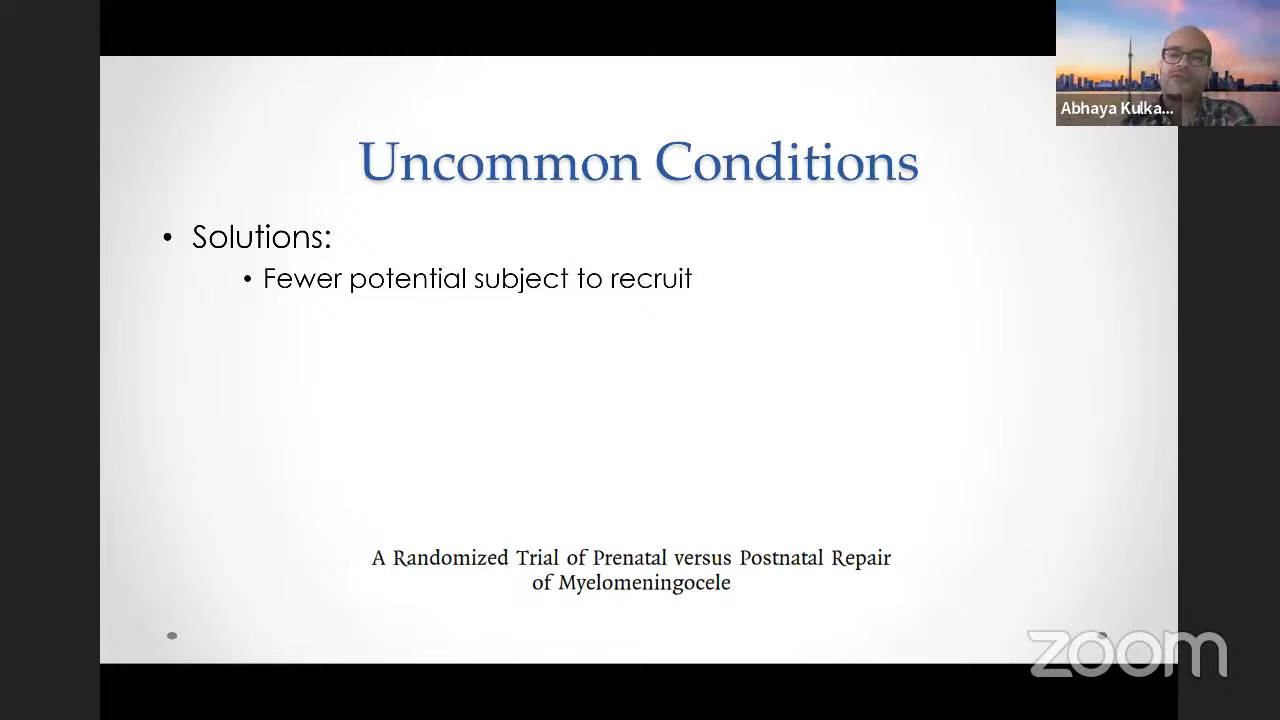 Abhaya Kulka...
Uncommon Conditions
• Solutions:
• Fewer potential subject to recruit
A Randomized Trial of Prenatal versus Postnatal Repair
of Myelomeningocele
zoom